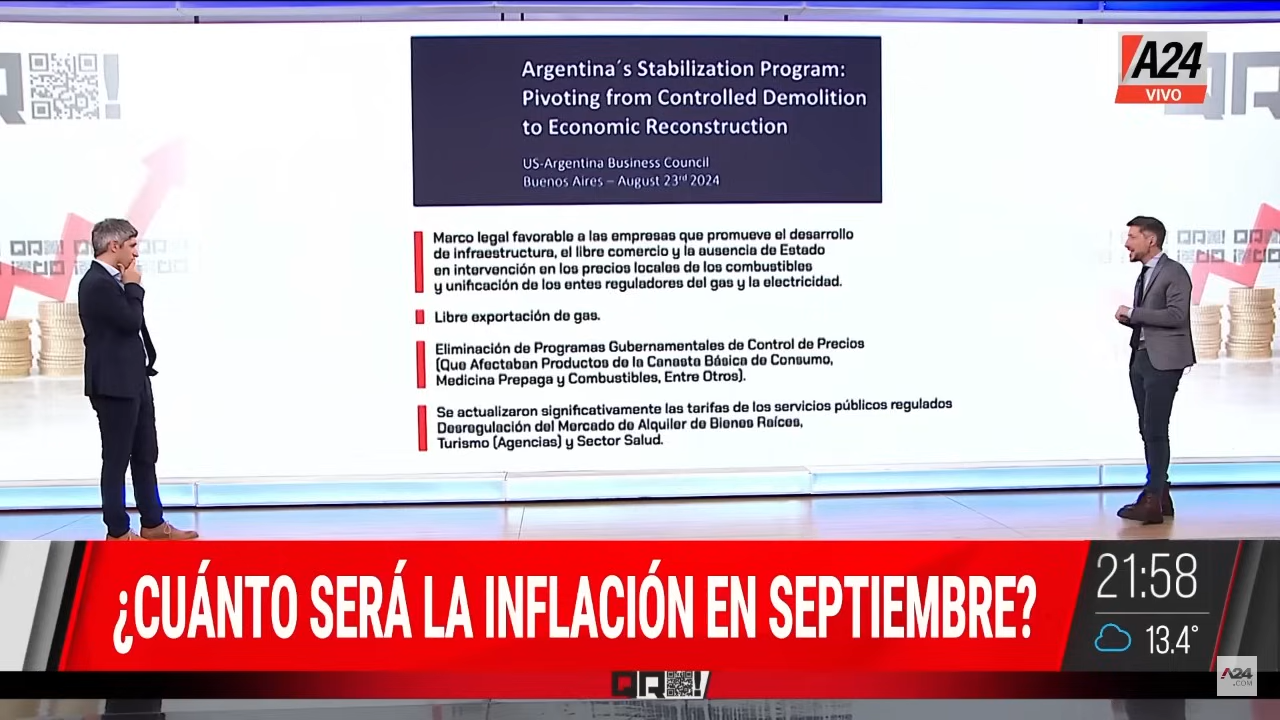 Argentina´s Stabilization Program:
Pivoting from Controlled Demolition
to Economic Reconstruction
US-Argentina Business Council
Buenos Aires – August 23rd 2024
A24
VIVO
QR!
Marco legal favorable a las empresas que promueve el desarrollo
de infraestructura, el libre comercio y la ausencia de Estado
en intervención en los precios locales de los combustibles
y unificación de los entes reguladores del gas y la electricidad.
Libre exportación de gas.
Eliminación de Programas Gubernamentales de Control de Precios
(Que Afectaban Productos de la Canasta Básica de Consumo,
Medicina Prepaga y Combustibles, Entre Otros).
Se actualizaron significativamente las tarifas de los servicios públicos regulados
Desregulación del Mercado de Alquiler de Bienes Raíces,
Turismo (Agencias) y Sector Salud.
¿CUÁNTO SERÁ LA INFLACIÓN EN SEPTIEMBRE?
21:58
13.4°
QR!
A24
.COM